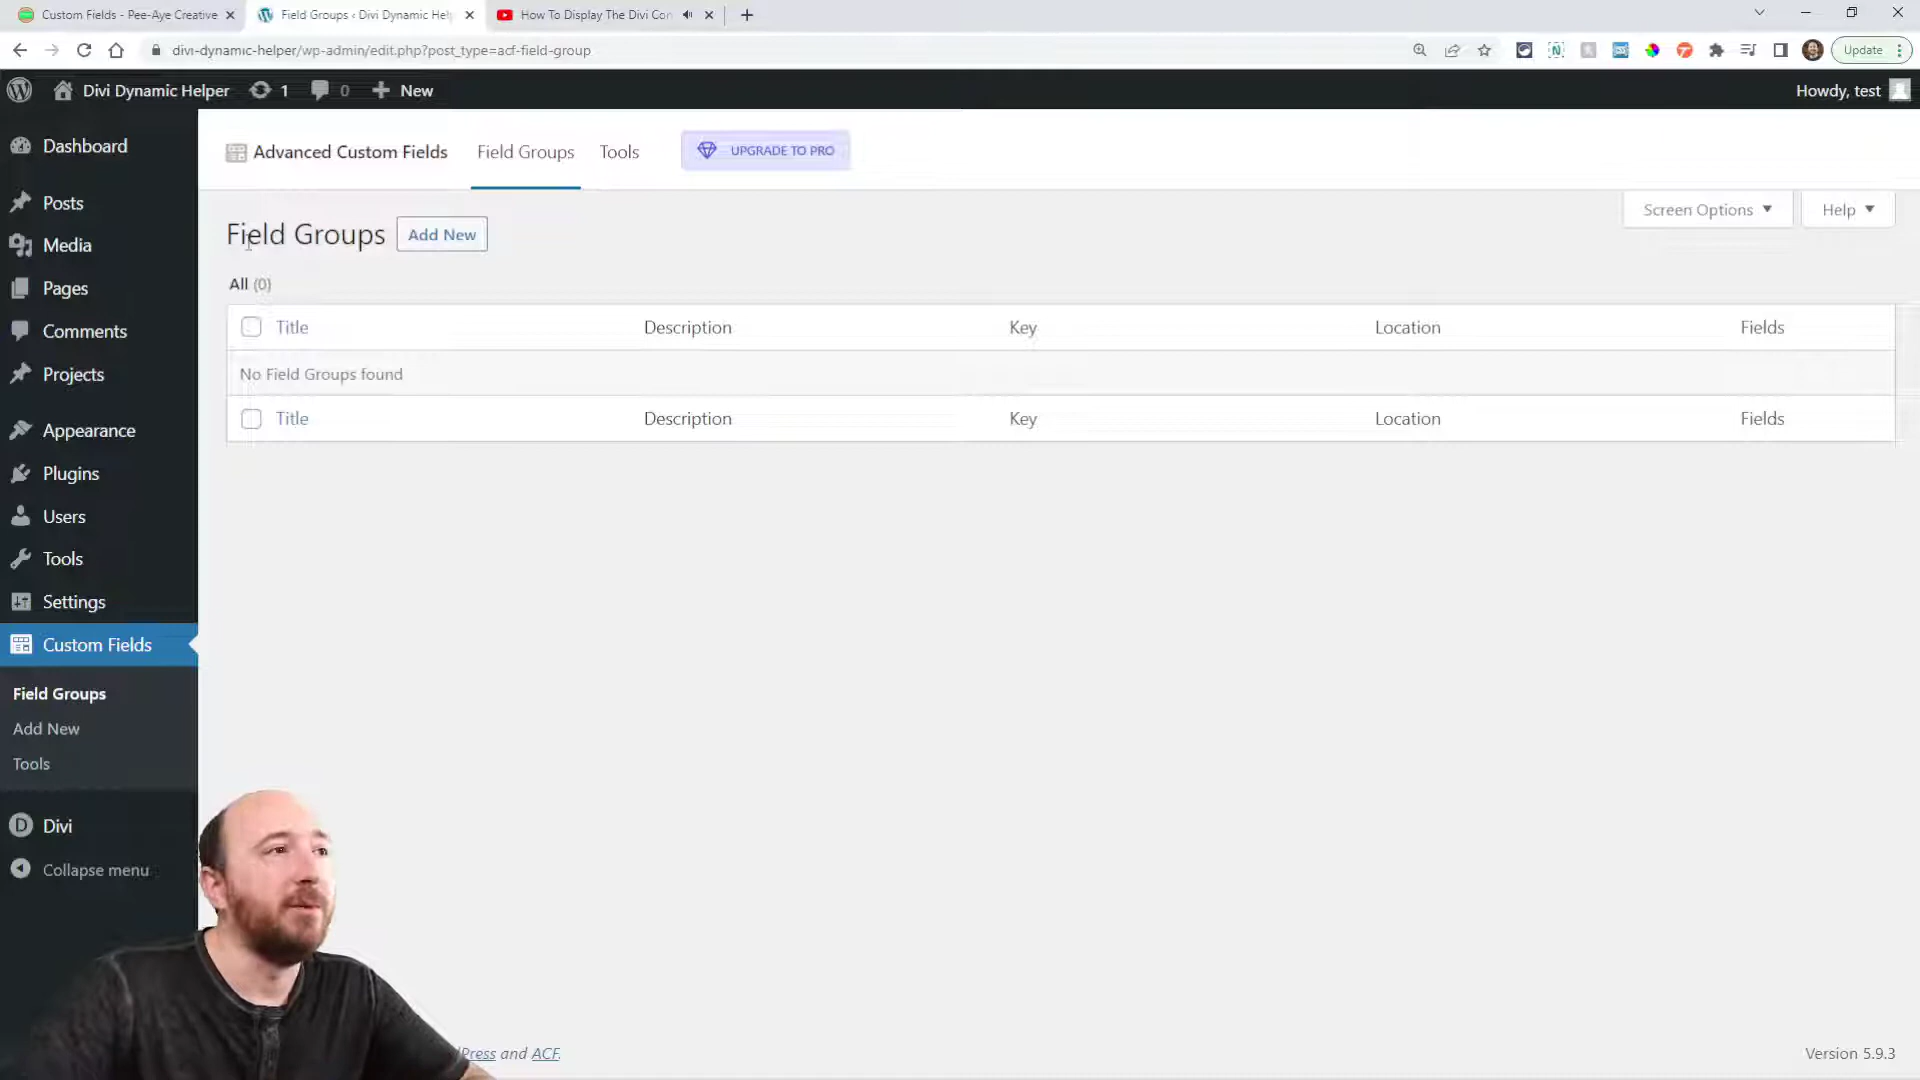 Custom Fields - Pee-Aye Creative
Field Groups ‹ Divi Dynamic Hel
How To Display The Divi Con
divi-dynamic-helper/wp-admin/edit.php?post_type=acf-field-group
Update
Divi Dynamic Helper
1
0
New
Howdy, test
Dashboard
Posts
Media
Pages
Comments
Projects
Appearance
Plugins
Users
Tools
Settings
Custom Fields
Field Groups
Add New
Tools
Divi
Collapse menu
Advanced Custom Fields
Field Groups
Tools
UPGRADE TO PRO
Screen Options
Help
Field Groups
Add New
All (0)
Title Description Key Location Fields
No Field Groups found
Title Description Key Location Fields
Press and ACF.
Version 5.9.3